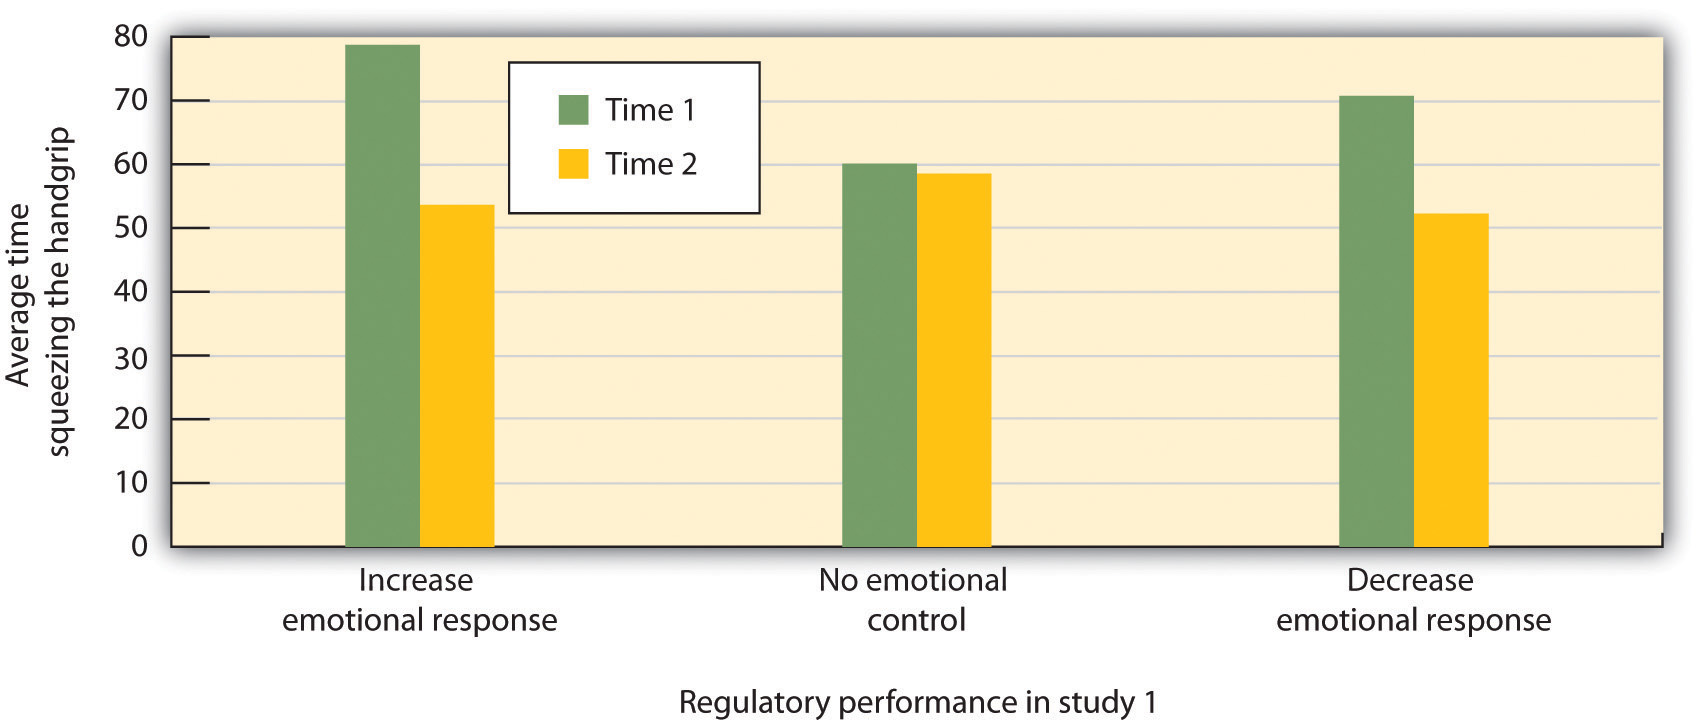 Average time
squeezing the handgrip
80
70
60
50
40
30
20
10
0
Time 1
Time 2
Increase
emotional response
No emotional
control
Decrease
emotional response
Regulatory performance in study 1